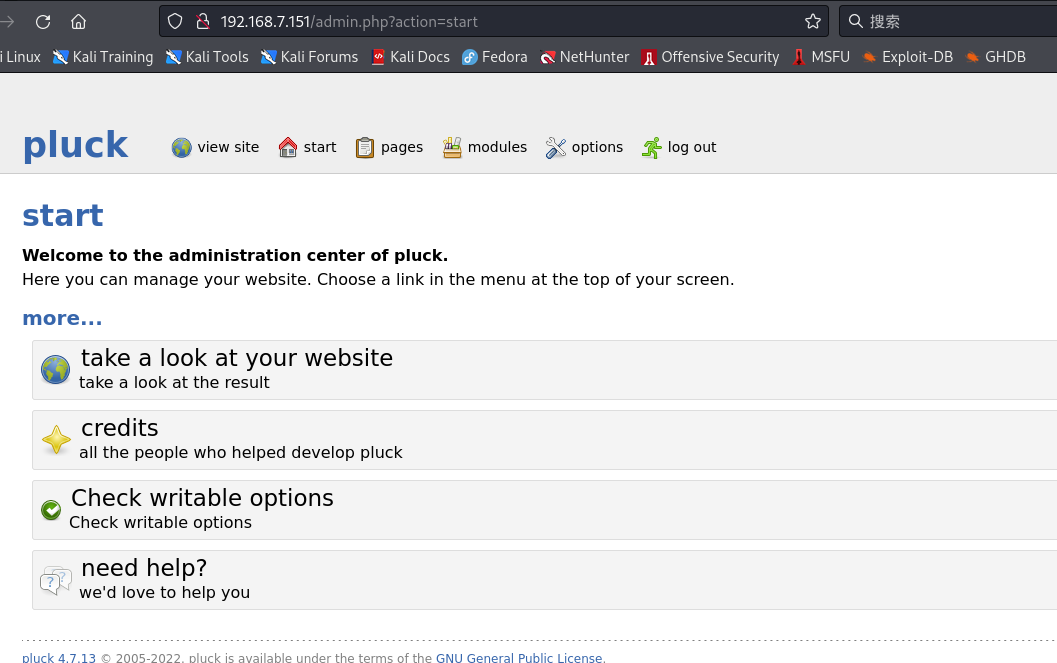 192.168.7.151/admin.php?action=start 搜索
i Linux Kali Training Kali Tools Kali Forums Kali Docs Fedora NetHunter Offensive Security MSFU Exploit-DB GHDB
pluck view site start pages modules options log out
start
Welcome to the administration center of pluck.
Here you can manage your website. Choose a link in the menu at the top of your screen.
more...
take a look at your website
take a look at the result
credits
all the people who helped develop pluck
Check writable options
Check writable options
need help?
we'd love to help you
pluck 4.7.13 © 2005-2022. pluck is available under the terms of the GNU General Public License.